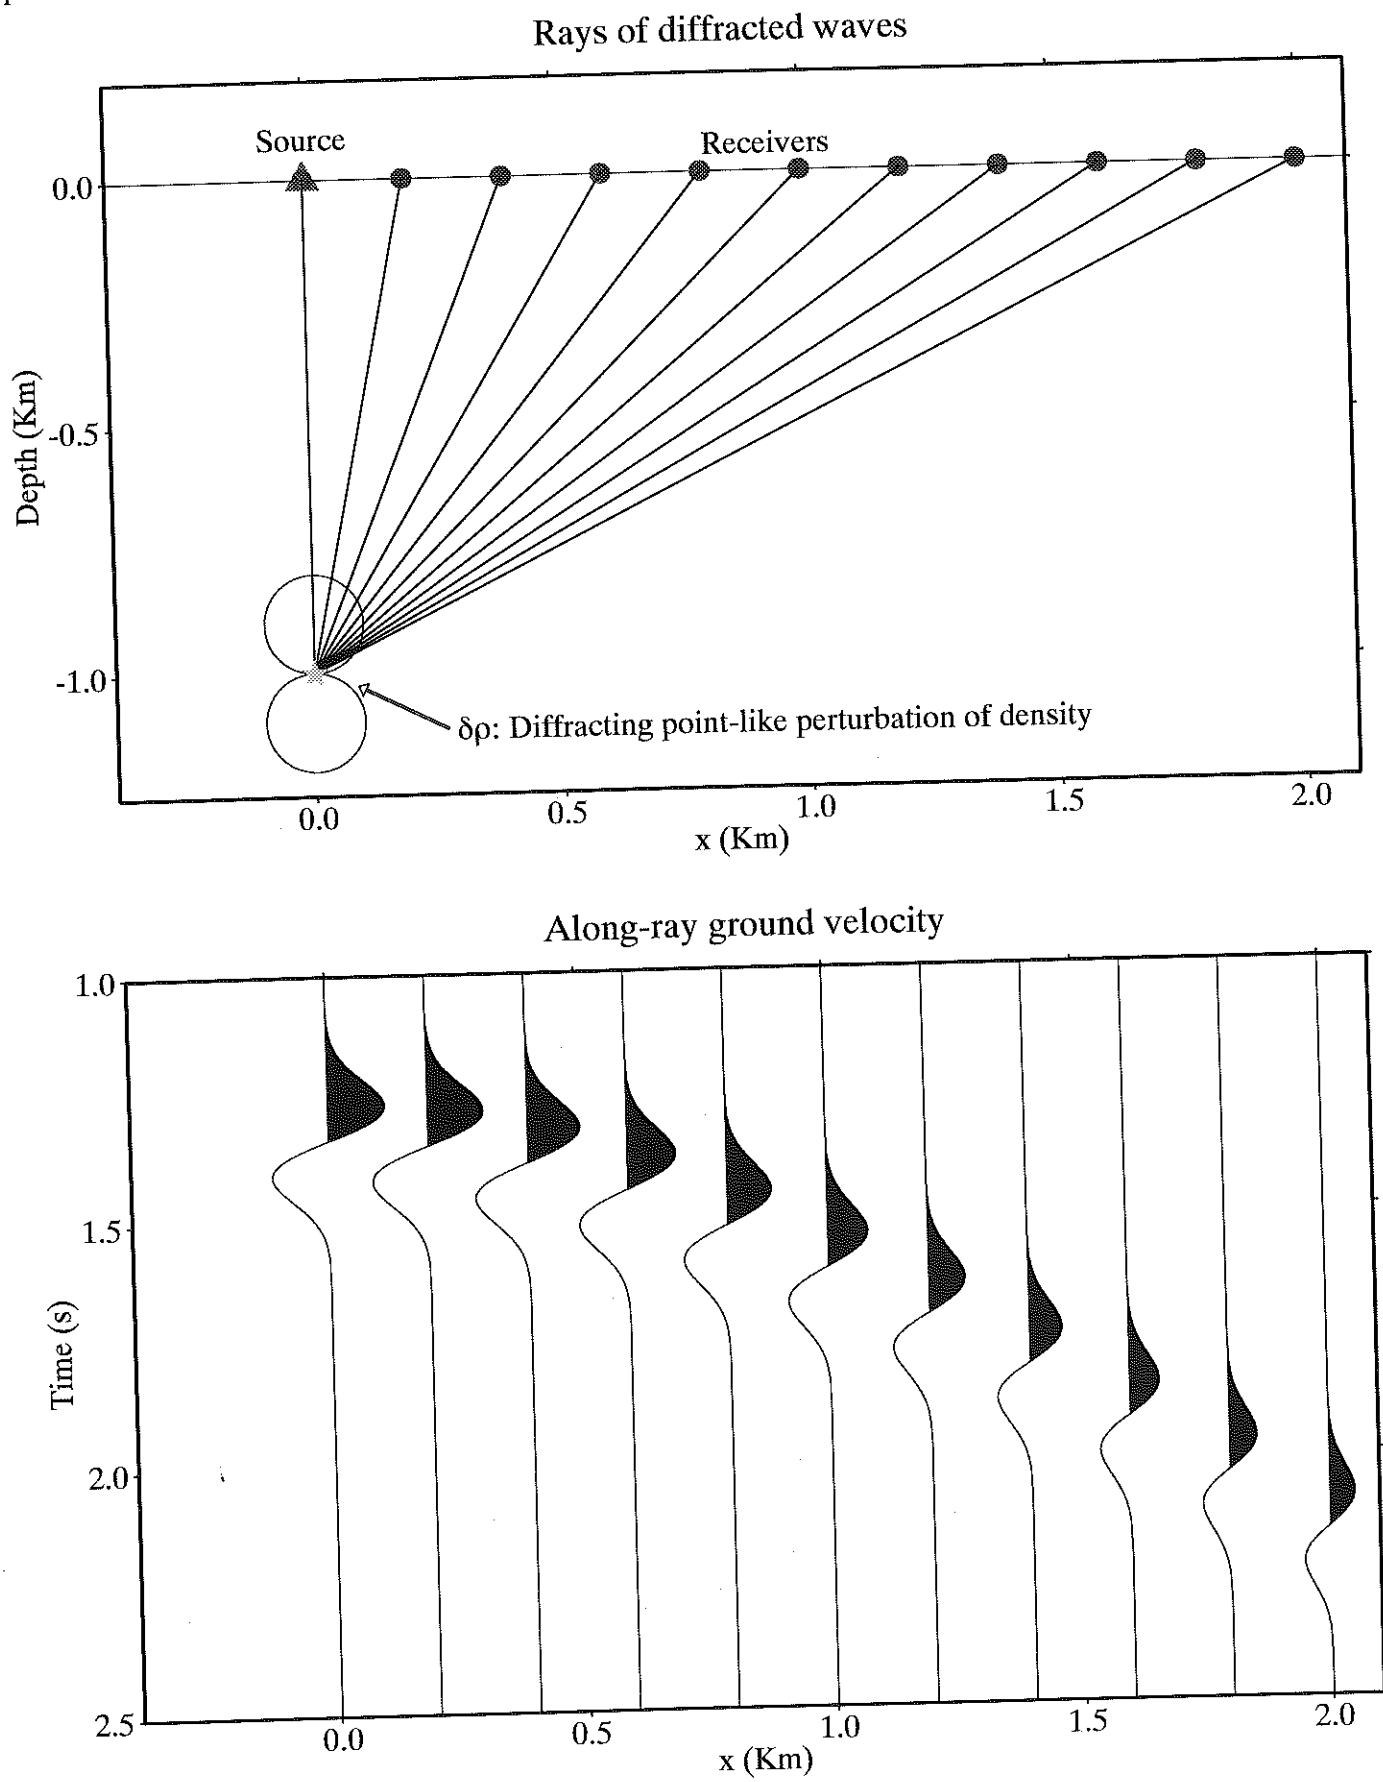 Rays of diffracted waves
Source
Receivers
0.0
-0.5
-1.0
Depth (Km)
δρ: Diffracting point-like perturbation of density
0.0
0.5
1.0
1.5
2.0
x (Km)
Along-ray ground velocity
1.0
1.5
2.0
2.5
Time (s)
0.0
0.5
1.0
1.5
2.0
x (Km)